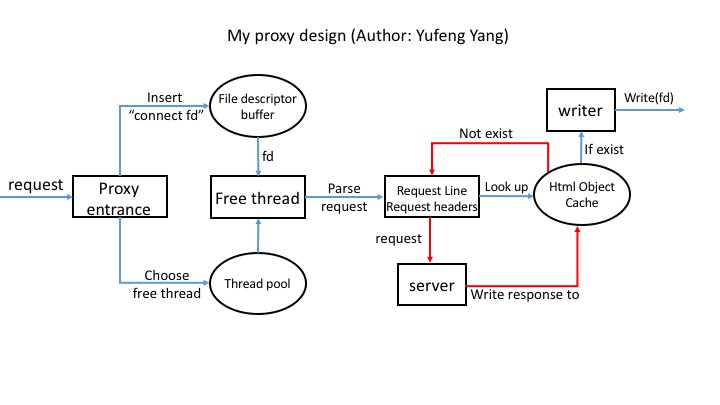 My proxy design (Author: Yufeng Yang)
Insert
“connect fd”
File descriptor
buffer
writer
Write(fd)
Not exist
If exist
fd
request
Proxy
entrance
Free thread
Parse
request
Request Line
Request headers
Look up
Html Object
Cache
request
Choose
free thread
Thread pool
server
Write response to